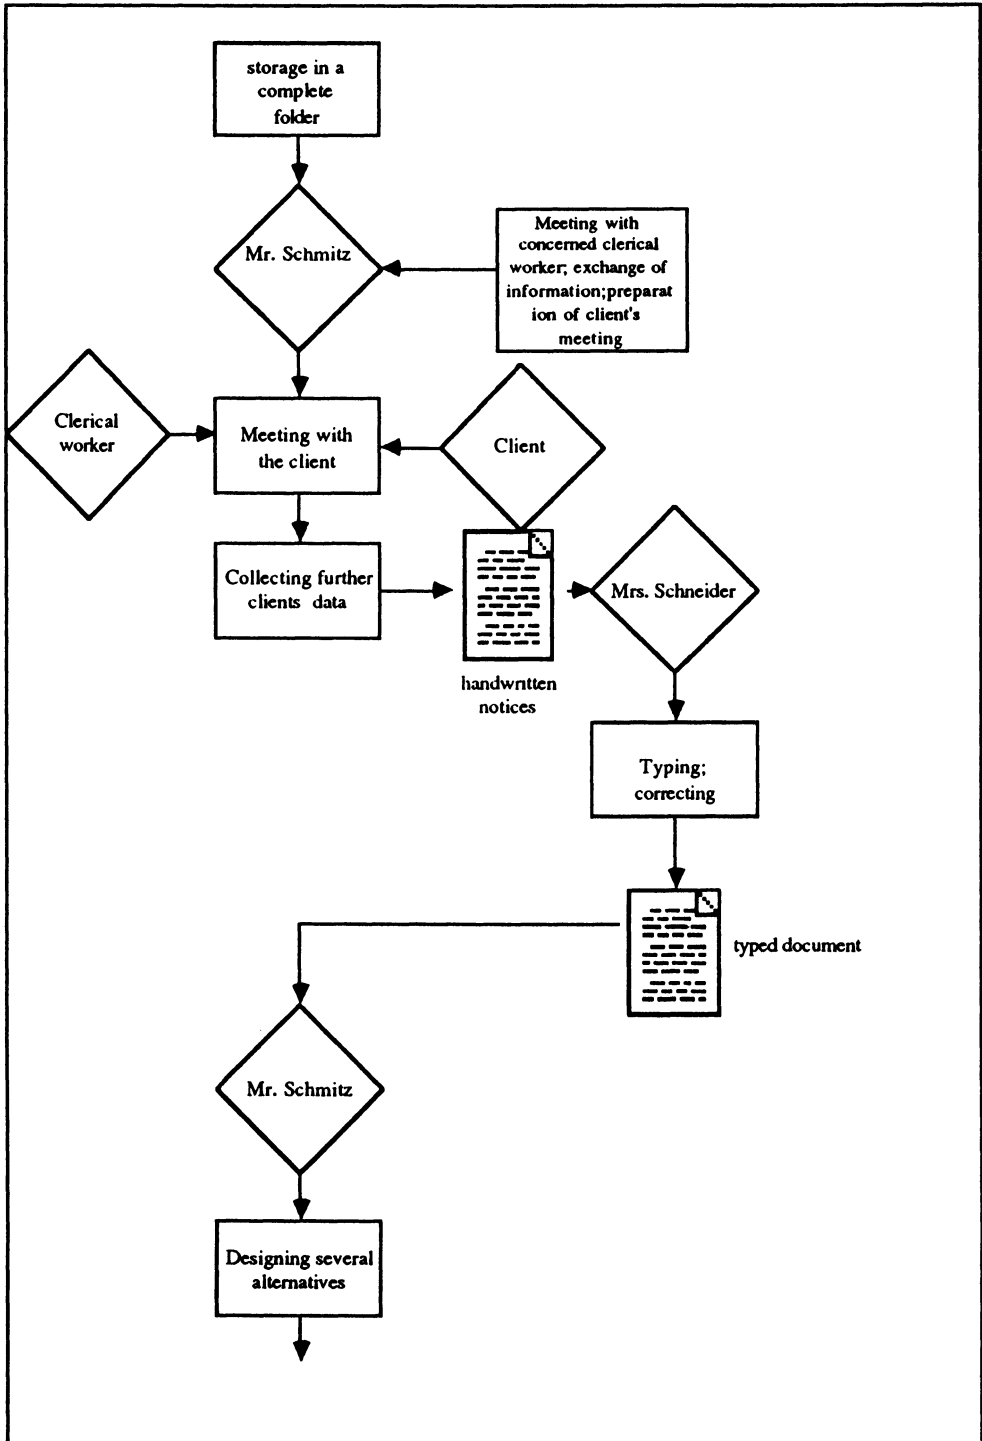 storage in a
complete
folder
Mr. Schmitz
Meeting with
concerned clerical
worker; exchange of
information;preparat
ion of client's
meeting
Clerical
worker
Meeting with
the client
Client
Collecting further
clients data
handwritten
notices
Mrs. Schneider
Typing;
correcting
typed document
Mr. Schmitz
Designing several
alternatives